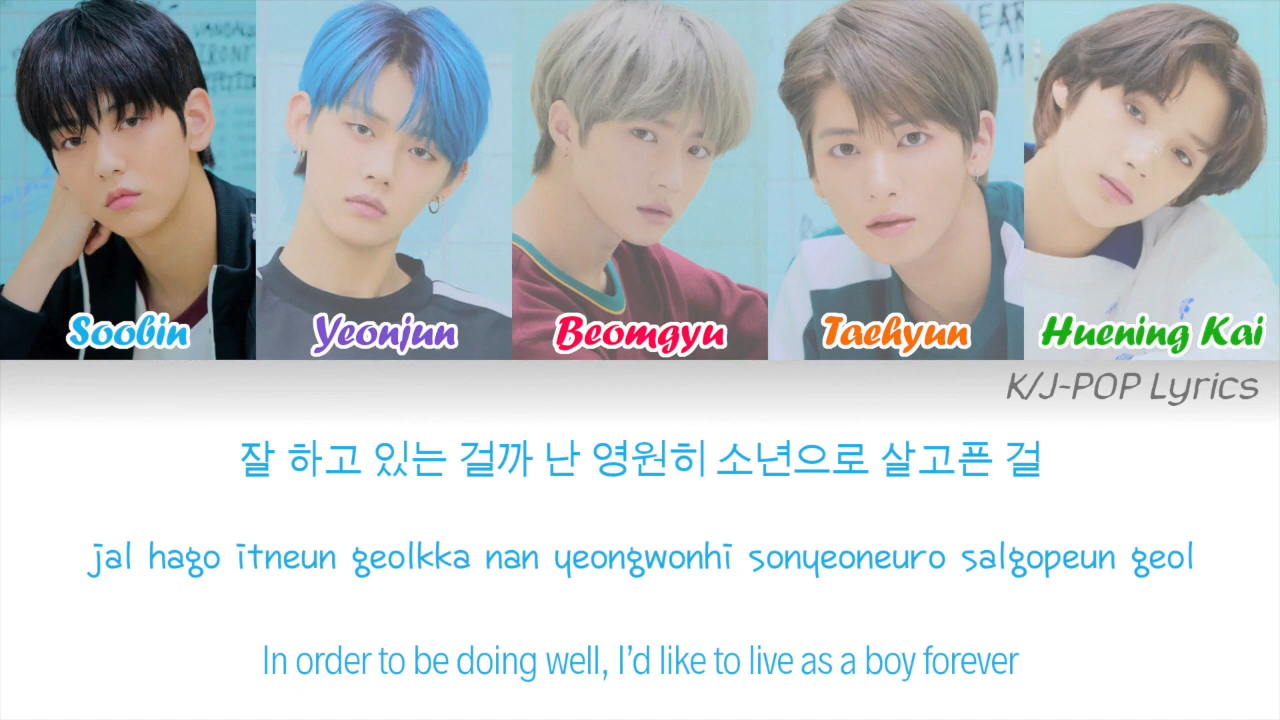 Soobin
Yeonjun
Beomgyu
Taehyun
Huening Kai
K/J-POP Lyrics
잘 하고 있는 걸까 난 영원히 소년으로 살고픈 걸
jal hago itneun geolkka nan yeongwonhi sonyeoneuro salgopeun geol
In order to be doing well, I'd like to live as a boy forever